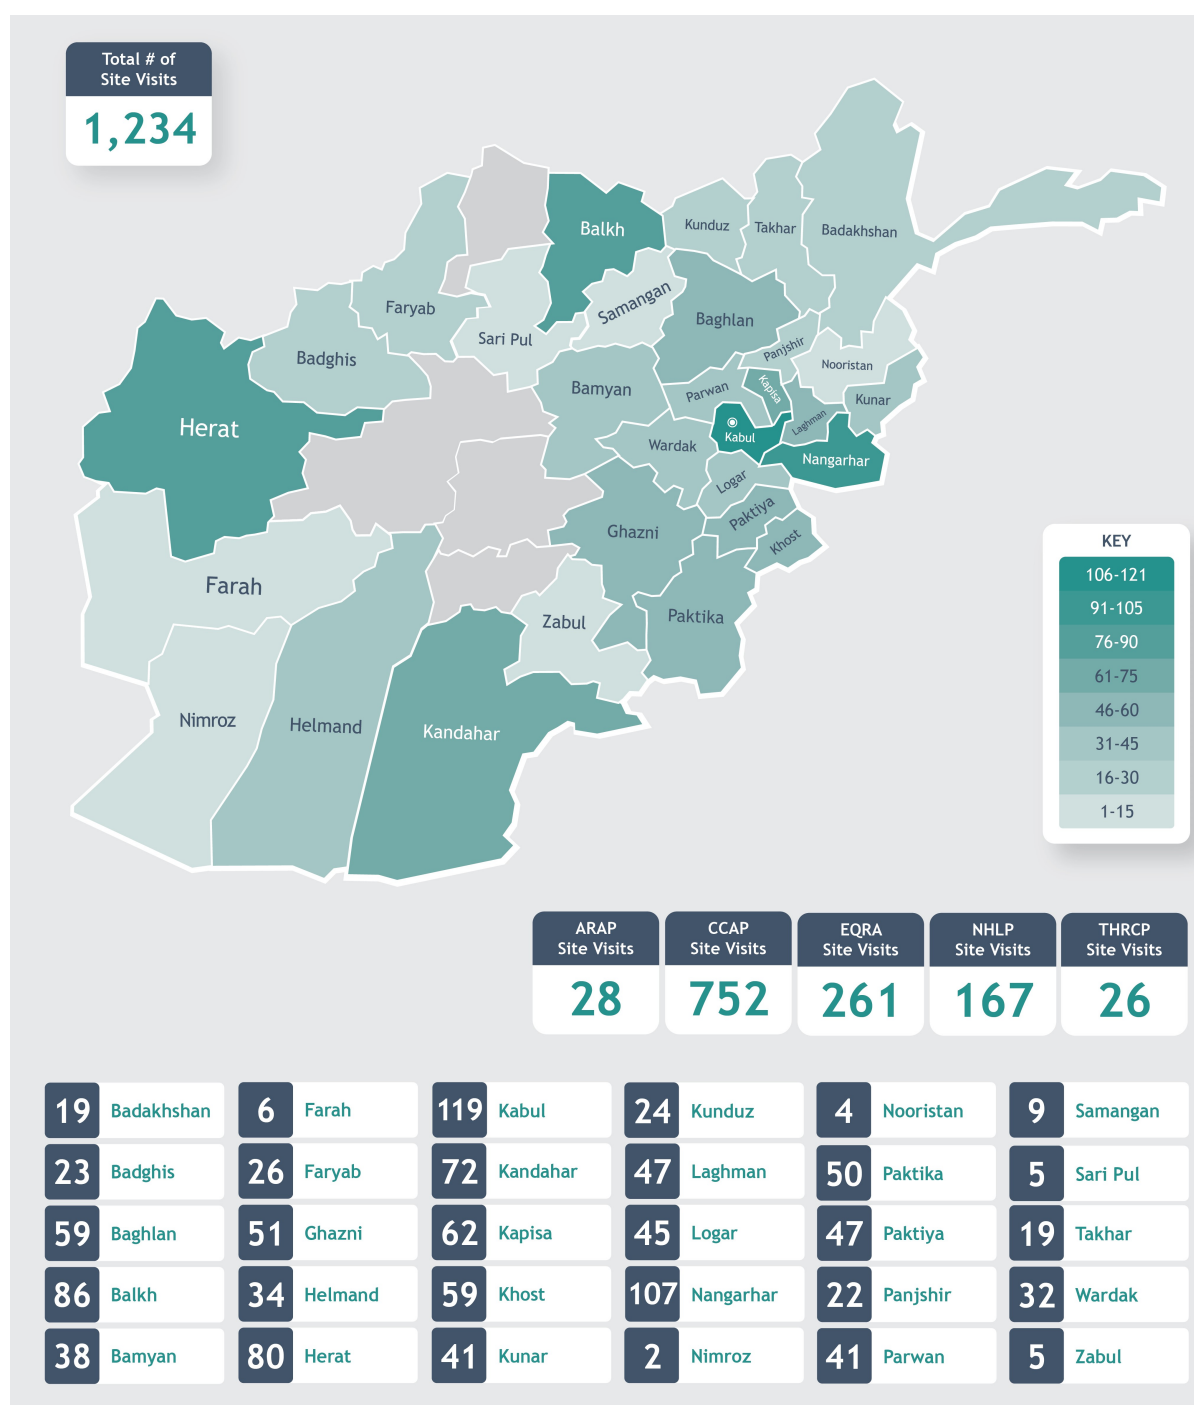 Total # of
Site Visits
1,234
Badakhshan
Takhar
Kunduz
Balkh
Samangan
Faryab
Sari Pul
Baghlan
Badghis
Panjshir
Nooristan
Bamyan
Parwan
Kapisa
Kunar
Laghman
Herat
Kabul
Wardak
Nangarhar
Logar
Paktiya
Ghazni
Khost
Farah
Zabul
Paktika
Nimroz
Helmand
Kandahar
KEY
106-121
91-105
76-90
61-75
46-60
31-45
16-30
1-15
ARAP
Site Visits
28
CCAP
Site Visits
752
EQRA
Site Visits
261
NHLP
Site Visits
167
THRCP
Site Visits
26
19 Badakhshan
6 Farah
119 Kabul
24 Kunduz
4 Nooristan
9 Samangan
23 Badghis
26 Faryab
72 Kandahar
47 Laghman
50 Paktika
5 Sari Pul
59 Baghlan
51 Ghazni
62 Kapisa
45 Logar
47 Paktiya
19 Takhar
86 Balkh
34 Helmand
59 Khost
107 Nangarhar
22 Panjshir
32 Wardak
38 Bamyan
80 Herat
41 Kunar
2 Nimroz
41 Parwan
5 Zabul